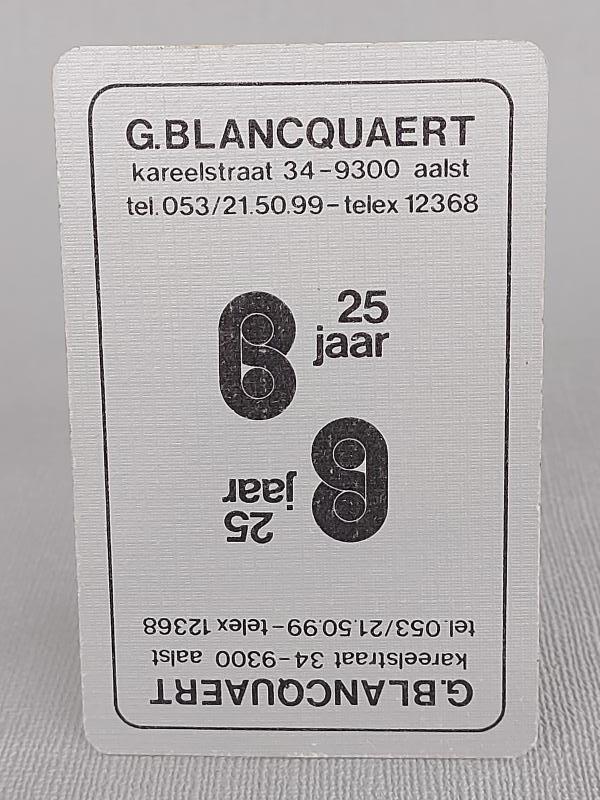 G.BLANCQUAERT
kareelstraat 34-9300 aalst
tel.053/21.50.99-telex 12368
25
jaar
25
jaar
G.BLANCQUAERT
kareelstraat 34-9300 aalst
tel.053/21.50.99-telex 12368